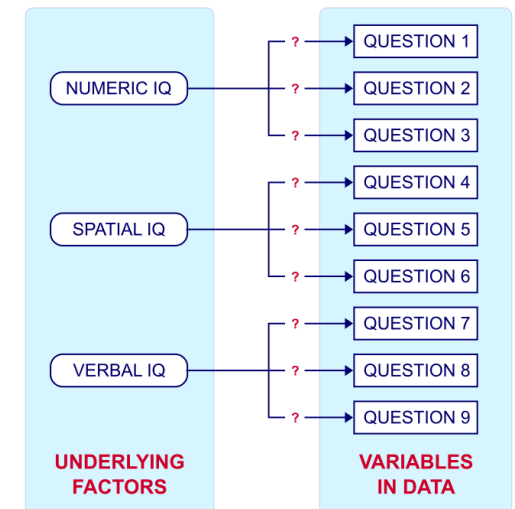 NUMERIC IQ
? QUESTION 1
? QUESTION 2
? QUESTION 3
SPATIAL IQ
? QUESTION 4
? QUESTION 5
? QUESTION 6
VERBAL IQ
? QUESTION 7
? QUESTION 8
? QUESTION 9
UNDERLYING
FACTORS
VARIABLES
IN DATA